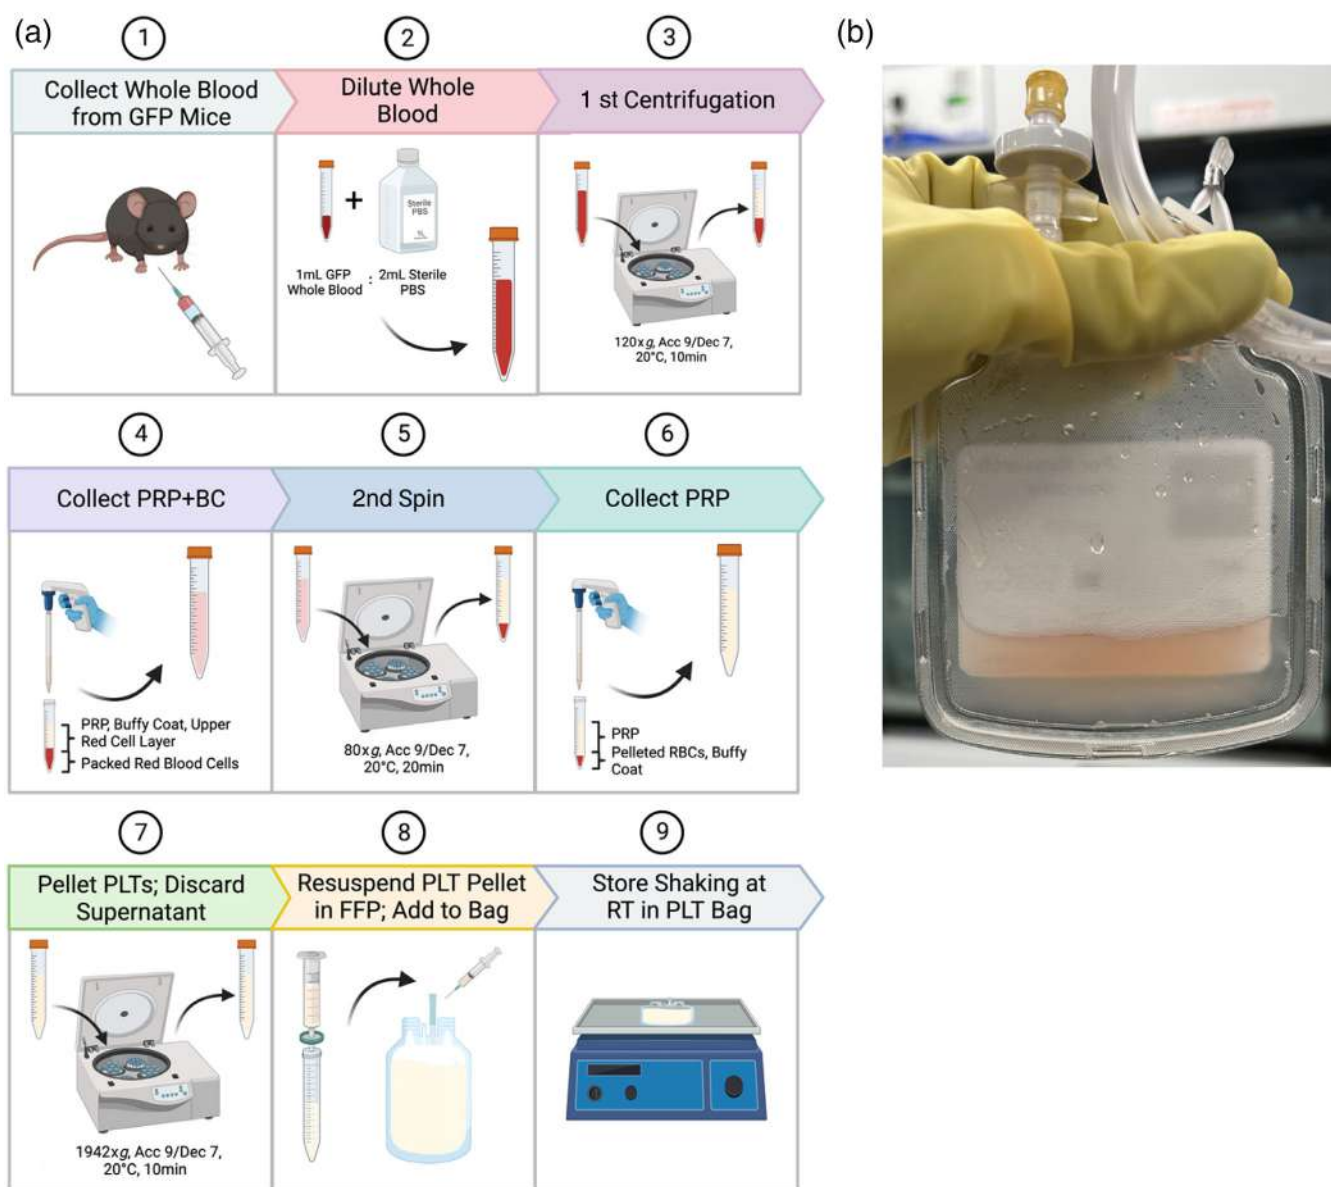 (a)
(b)
1
2
3
Collect Whole Blood
from GFP Mice
Dilute Whole
Blood
1 st Centrifugation
Sterile
PBS
1L
1mL GFP
Whole Blood
:
2mL Sterile
PBS
+
120xg, Acc 9/Dec 7,
20°C, 10min
4
5
6
Collect PRP+BC
2nd Spin
Collect PRP
PRP, Buffy Coat, Upper
Red Cell Layer
Packed Red Blood Cells
80xg, Acc 9/Dec 7,
20°C, 20min
PRP
Pelleted RBCs, Buffy
Coat
7
8
9
Pellet PLTs; Discard
Supernatant
Resuspend PLT Pellet
in FFP; Add to Bag
Store Shaking at
RT in PLT Bag
1942xg, Acc 9/Dec 7,
20°C, 10min